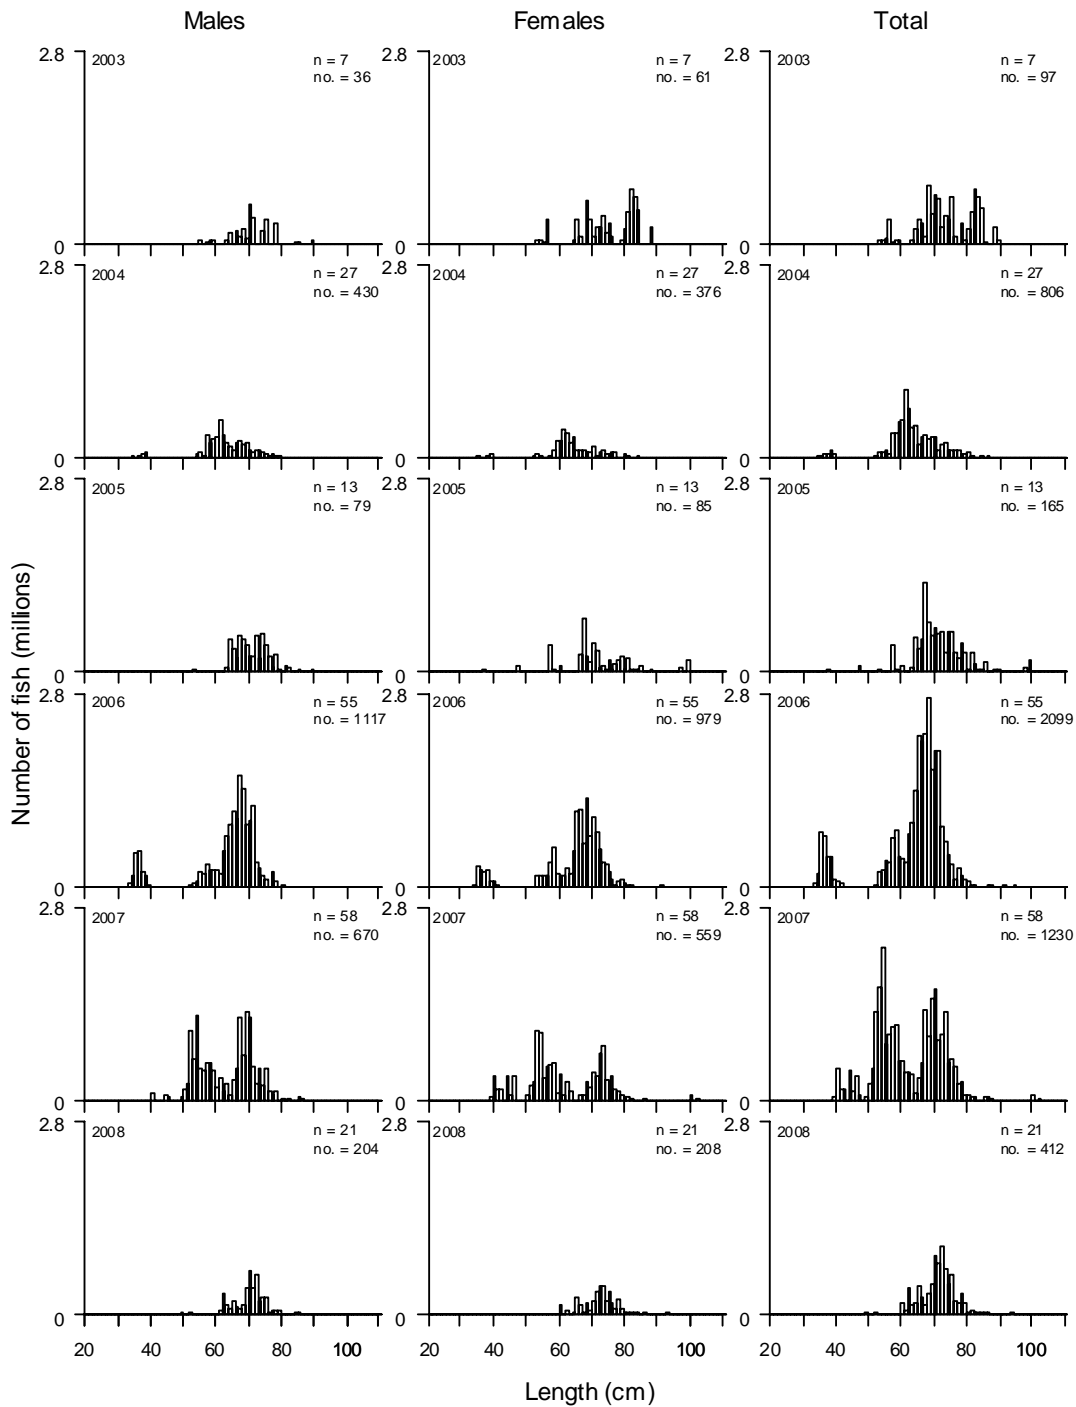 Males Females Total
2.8 2003 n = 7 2.8 2003 n = 7 2.8 2003 n = 7
no. = 36 no. = 61 no. = 97
0 0 0
2.8 2004 n = 27 2.8 2004 n = 27 2.8 2004 n = 27
no. = 430 no. = 376 no. = 806
0 0 0
2.8 2005 n = 13 2.8 2005 n = 13 2.8 2005 n = 13
no. = 79 no. = 85 no. = 165
0 0 0
Number of fish (millions)
2.8 2006 n = 55 2.8 2006 n = 55 2.8 2006 n = 55
no. = 1117 no. = 979 no. = 2099
0 0 0
2.8 2007 n = 58 2.8 2007 n = 58 2.8 2007 n = 58
no. = 670 no. = 559 no. = 1230
0 0 0
2.8 2008 n = 21 2.8 2008 n = 21 2.8 2008 n = 21
no. = 204 no. = 208 no. = 412
0 0 0
20 40 60 80 100 20 40 60 80 100 20 40 60 80 100
Length (cm)